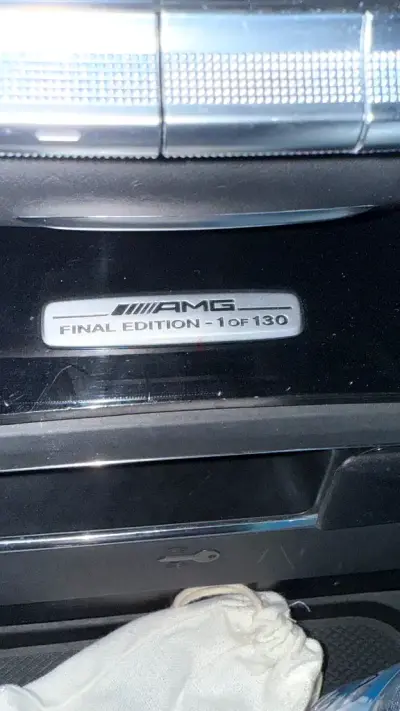 AMG
FINAL EDITION - 1 OF 130